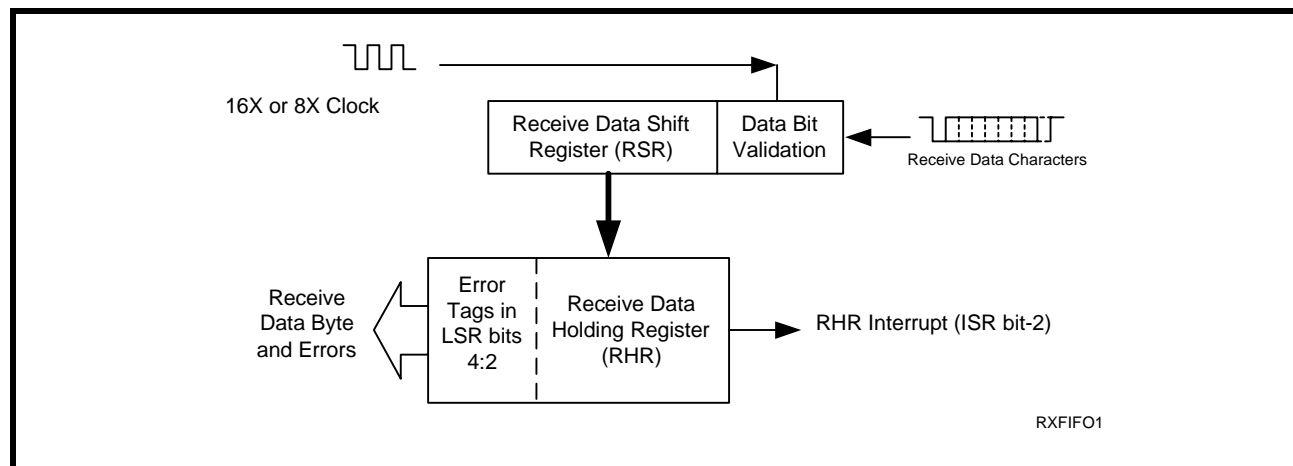 16X or 8X Clock
Receive Data Shift
Register (RSR)
Data Bit
Validation
Receive Data Characters
Receive
Data Byte
and Errors
Error
Tags in
LSR bits
4:2
Receive Data
Holding Register
(RHR)
RHR Interrupt (ISR bit-2)
RXFIFO1